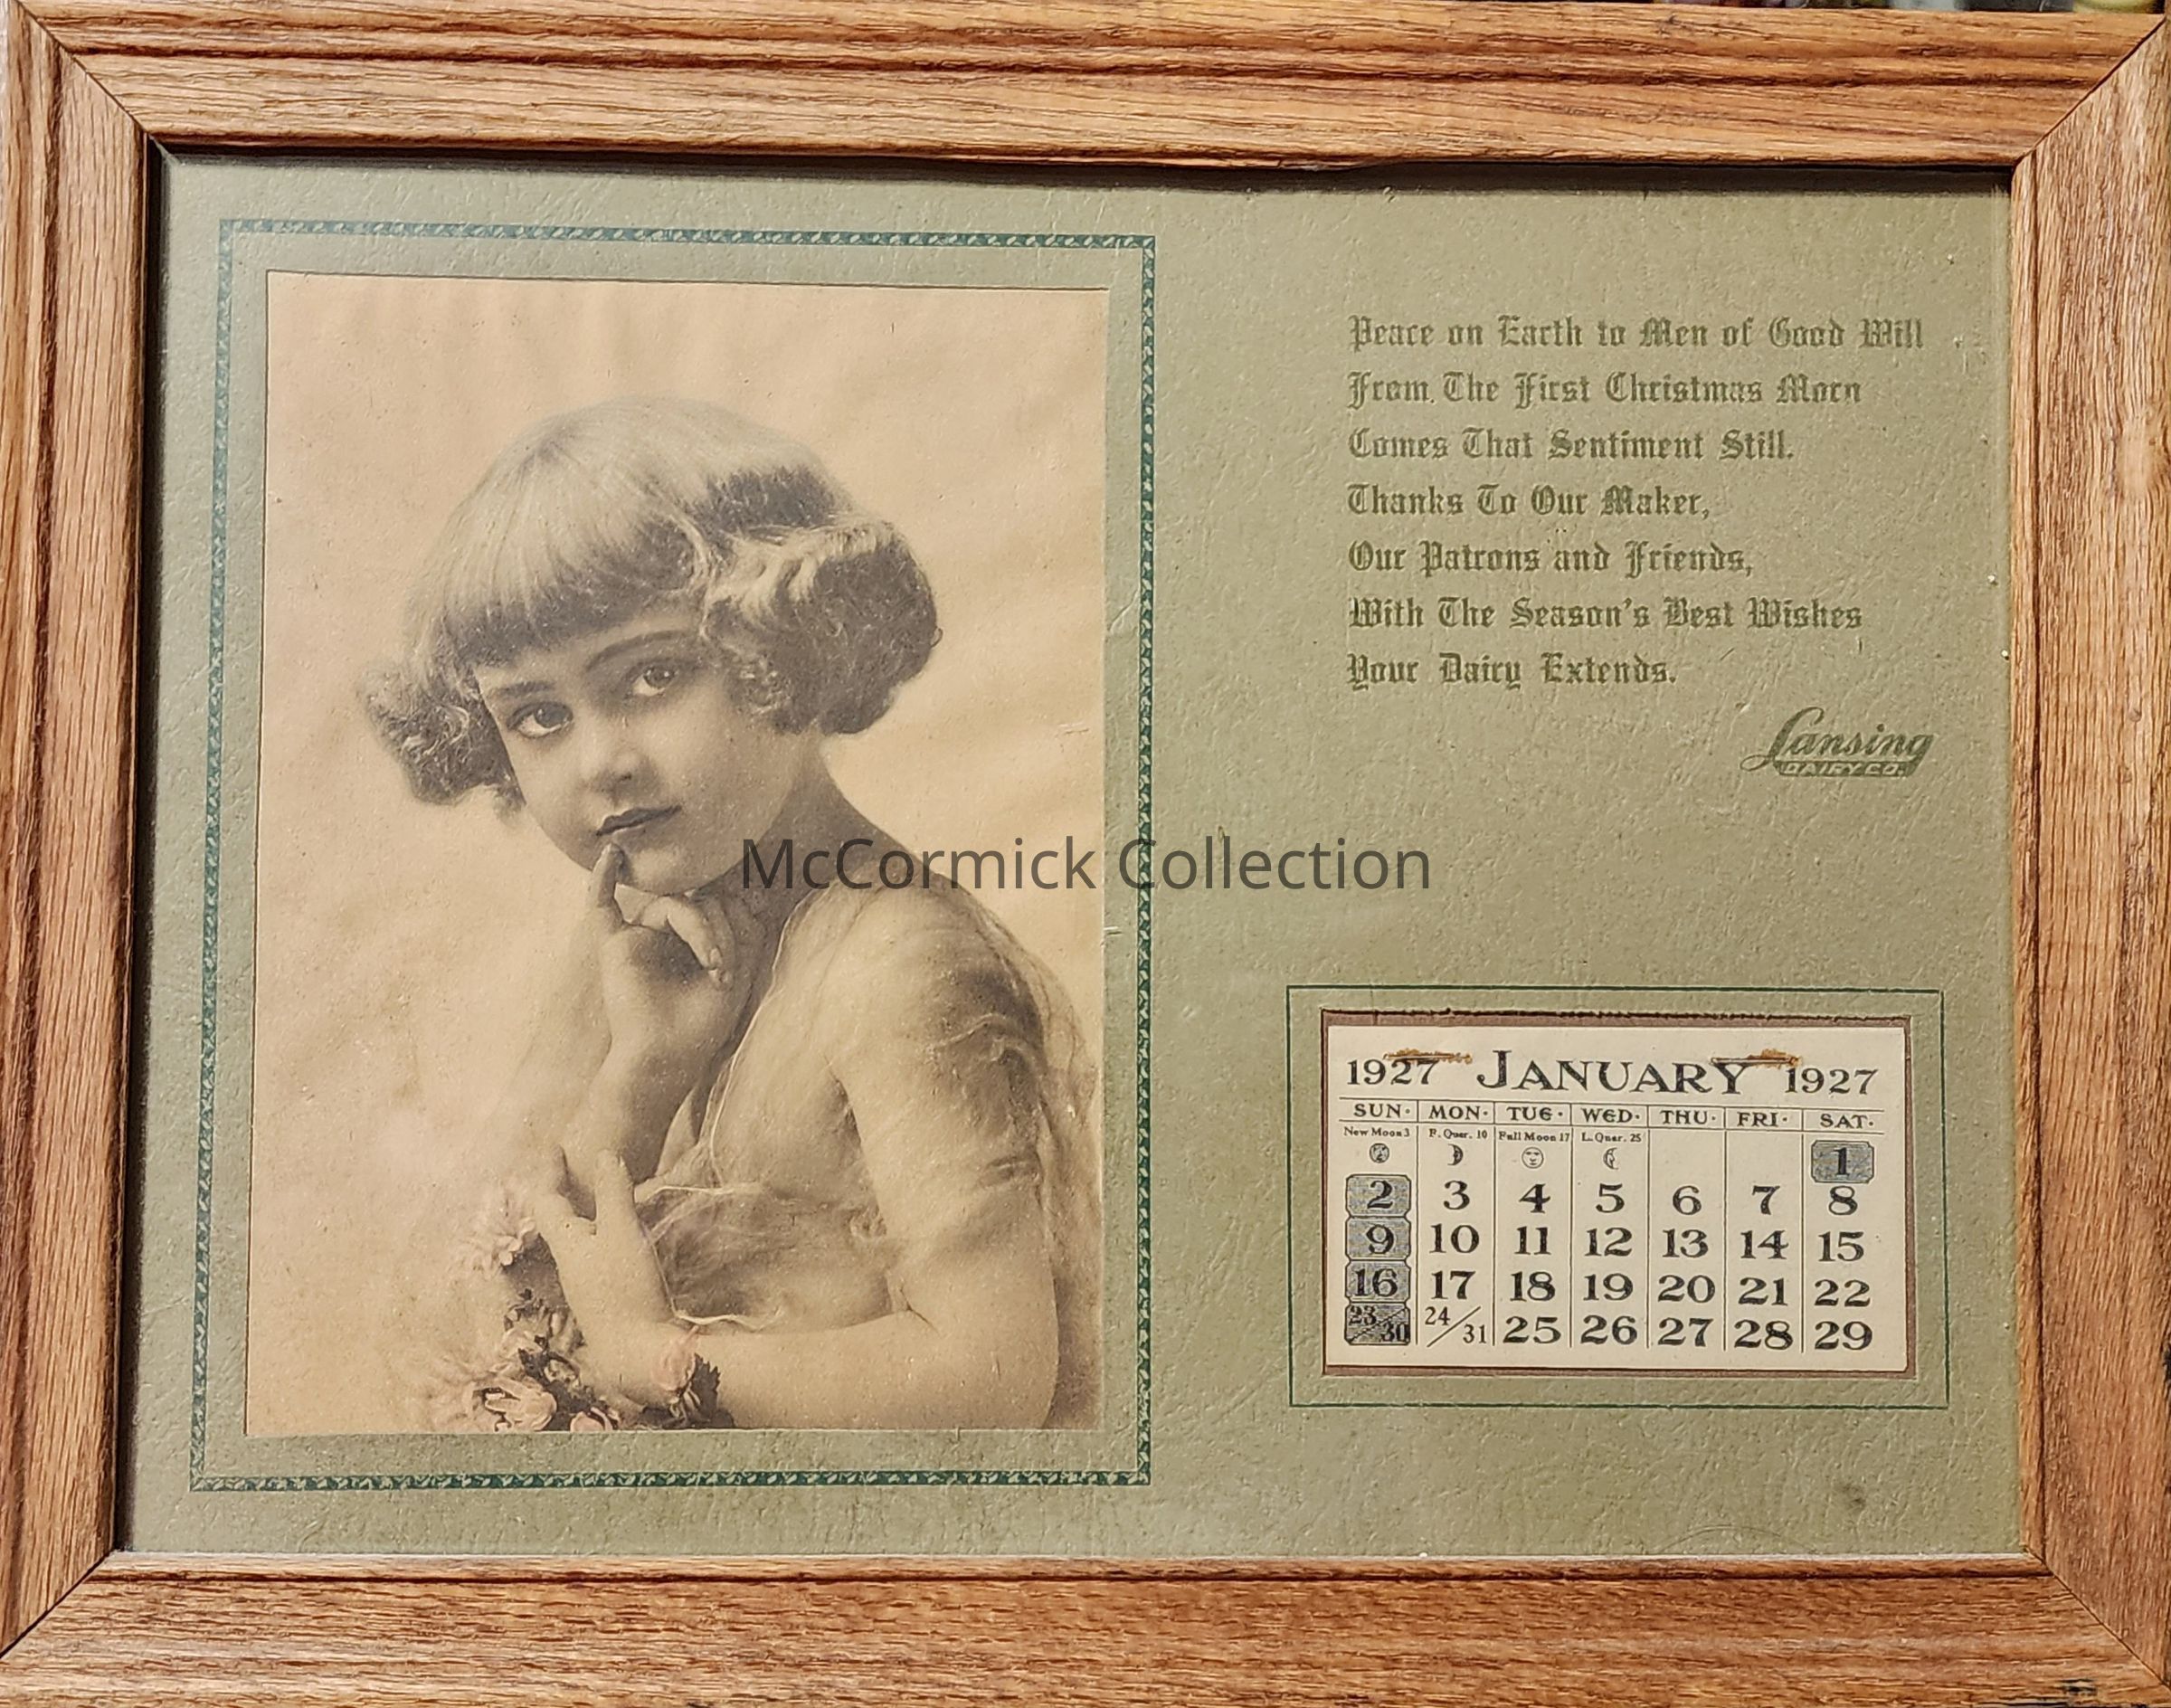 Peace on Earth to Men of Good Will
From The First Christmas Morn
Comes That Sentiment Still.
Thanks To Our Maker,
Our Patrons and Friends,
With The Season's Best Wishes
Your Dairy Extends.
Lansing
DAIRY CO.
McCormick Collection
1927 JANUARY 1927
SUN· MON· TUE· WED· THU· FRI· SAT·
New Moon 3 F. Quar. 10 Full Moon 17 L. Quar. 25
1
2 3 4 5 6 7 8
9 10 11 12 13 14 15
16 17 18 19 20 21 22
23/30 24/31 25 26 27 28 29